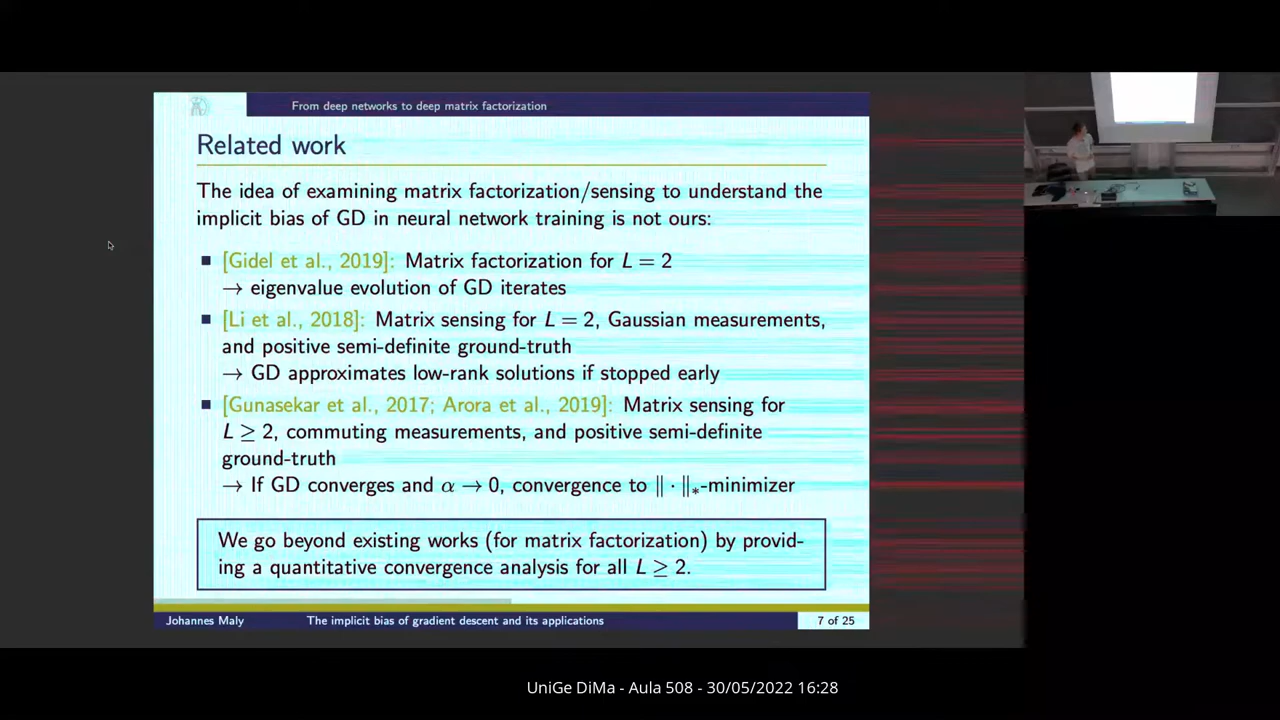 From deep networks to deep matrix factorization
Related work
The idea of examining matrix factorization/sensing to understand the
implicit bias of GD in neural network training is not ours:
[Gidel et al., 2019]: Matrix factorization for L = 2
→ eigenvalue evolution of GD iterates
[Li et al., 2018]: Matrix sensing for L = 2, Gaussian measurements,
and positive semi-definite ground-truth
→ GD approximates low-rank solutions if stopped early
[Gunasekar et al., 2017; Arora et al., 2019]: Matrix sensing for
L ≥ 2, commuting measurements, and positive semi-definite
ground-truth
→ If GD converges and α → 0, convergence to ∥ · ∥∗-minimizer
We go beyond existing works (for matrix factorization) by provid-
ing a quantitative convergence analysis for all L ≥ 2.
Johannes Maly The implicit bias of gradient descent and its applications 7 of 25
UniGe DiMa - Aula 508 - 30/05/2022 16:28